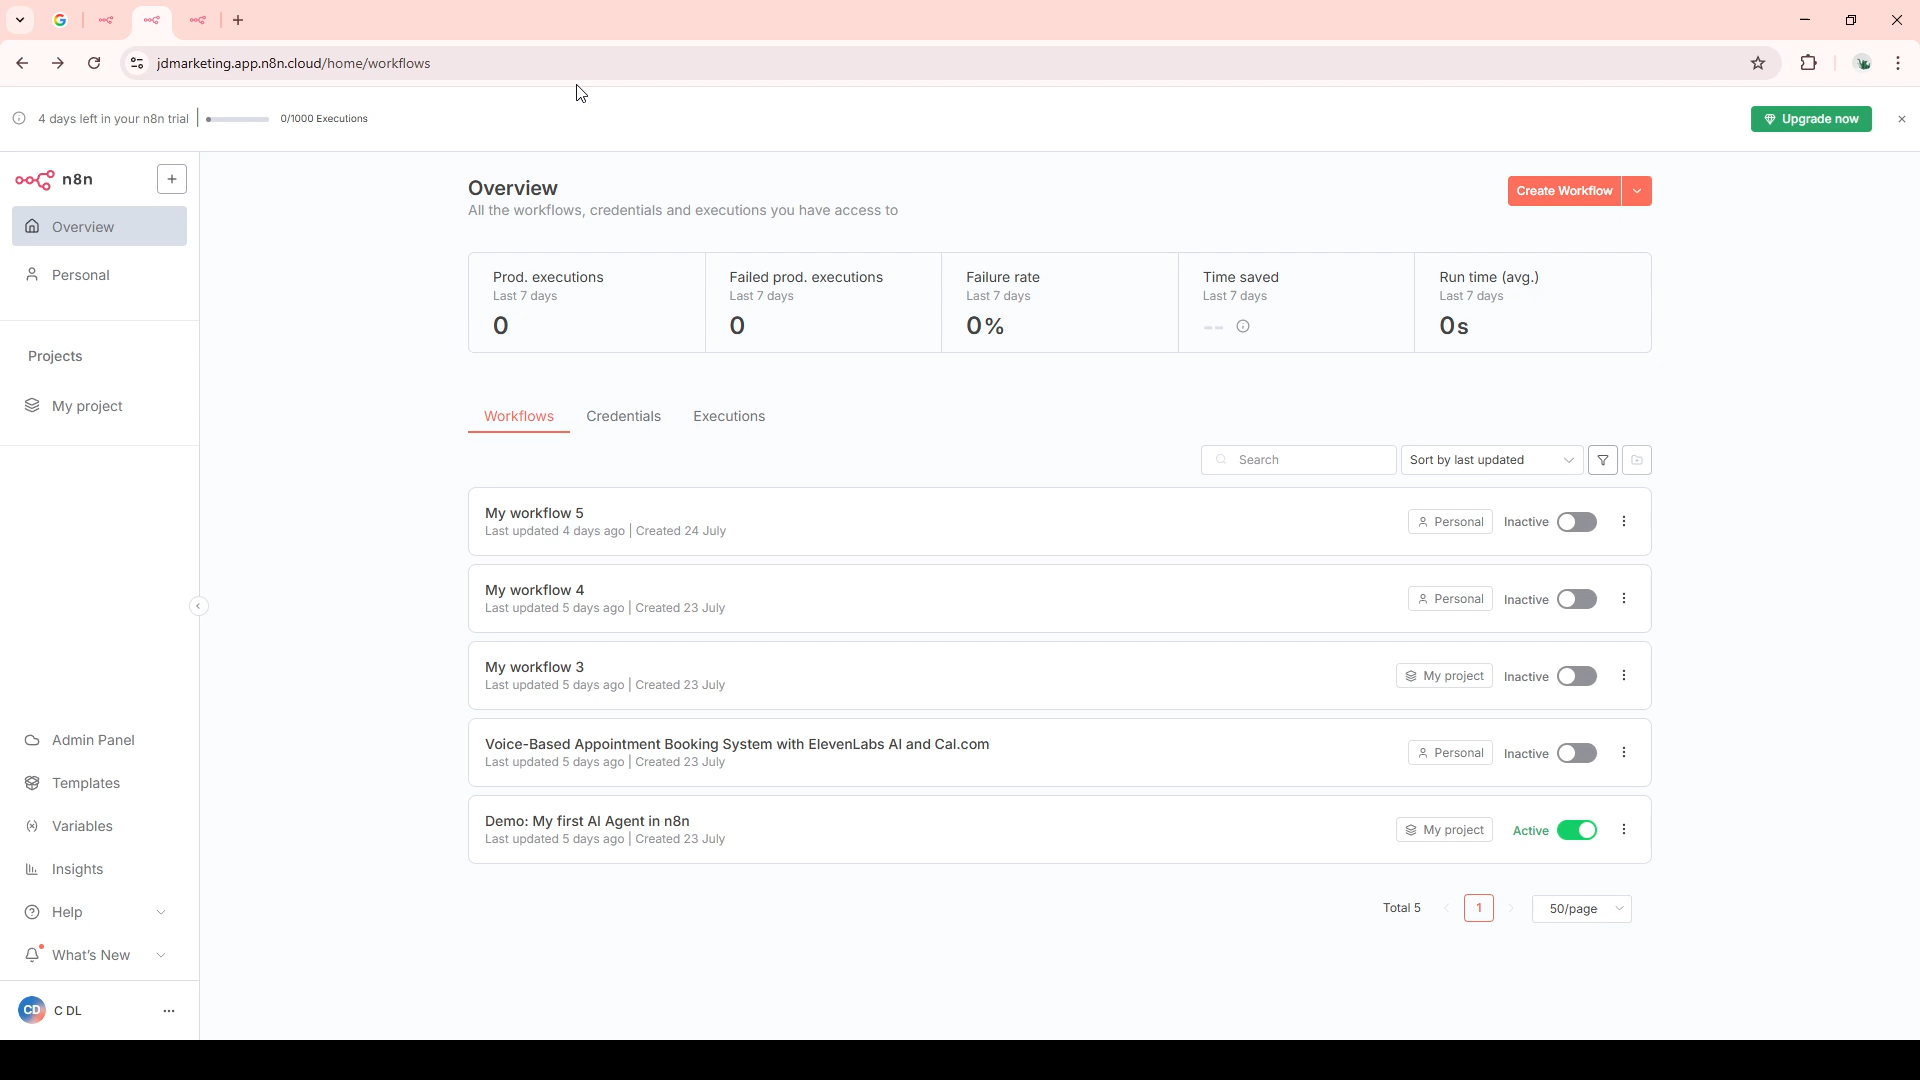 jdmarketing.app.n8n.cloud/home/workflows
4 days left in your n8n trial
0/1000 Executions
Upgrade now
n8n
Overview
Personal
Projects
My project
Admin Panel
Templates
Variables
Insights
Help
What's New
CD
C DL
Overview
All the workflows, credentials and executions you have access to
Create Workflow
Prod. executions
Last 7 days
0
Failed prod. executions
Last 7 days
0
Failure rate
Last 7 days
0%
Time saved
Last 7 days
--
Run time (avg.)
Last 7 days
0s
Workflows
Credentials
Executions
Search
Sort by last updated
My workflow 5
Last updated 4 days ago | Created 24 July
Personal
Inactive
My workflow 4
Last updated 5 days ago | Created 23 July
Personal
Inactive
My workflow 3
Last updated 5 days ago | Created 23 July
My project
Inactive
Voice-Based Appointment Booking System with ElevenLabs AI and Cal.com
Last updated 5 days ago | Created 23 July
Personal
Inactive
Demo: My first AI Agent in n8n
Last updated 5 days ago | Created 23 July
My project
Active
Total 5
1
50/page